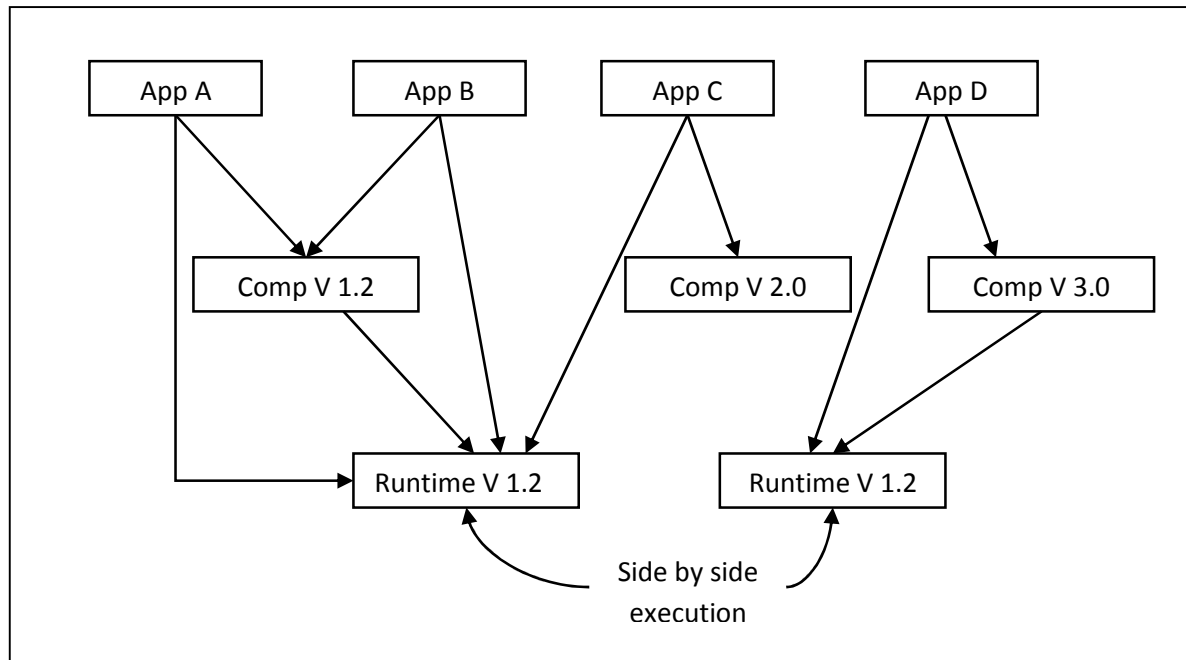 App A
App B
App C
App D
Comp V 1.2
Comp V 2.0
Comp V 3.0
Runtime V 1.2
Runtime V 1.2
Side by side
execution